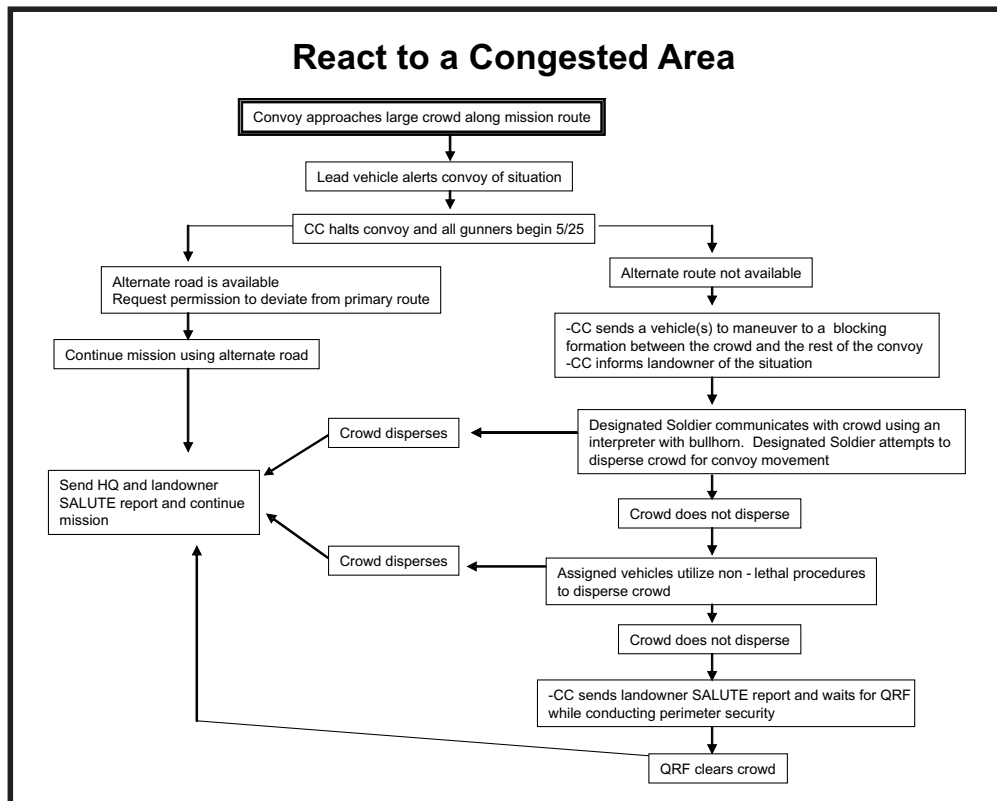 React to a Congested Area
Convoy approaches large crowd along mission route
Lead vehicle alerts convoy of situation
CC halts convoy and all gunners begin 5/25
Alternate road is available
Request permission to deviate from primary route
Continue mission using alternate road
Alternate route not available
-CC sends a vehicle(s) to maneuver to a blocking
formation between the crowd and the rest of the convoy
-CC informs landowner of the situation
Designated Soldier communicates with crowd using an
interpreter with bullhorn. Designated Soldier attempts to
disperse crowd for convoy movement
Crowd disperses
Send HQ and landowner
SALUTE report and continue
mission
Crowd does not disperse
Assigned vehicles utilize non - lethal procedures
to disperse crowd
Crowd disperses
Crowd does not disperse
-CC sends landowner SALUTE report and waits for QRF
while conducting perimeter security
QRF clears crowd